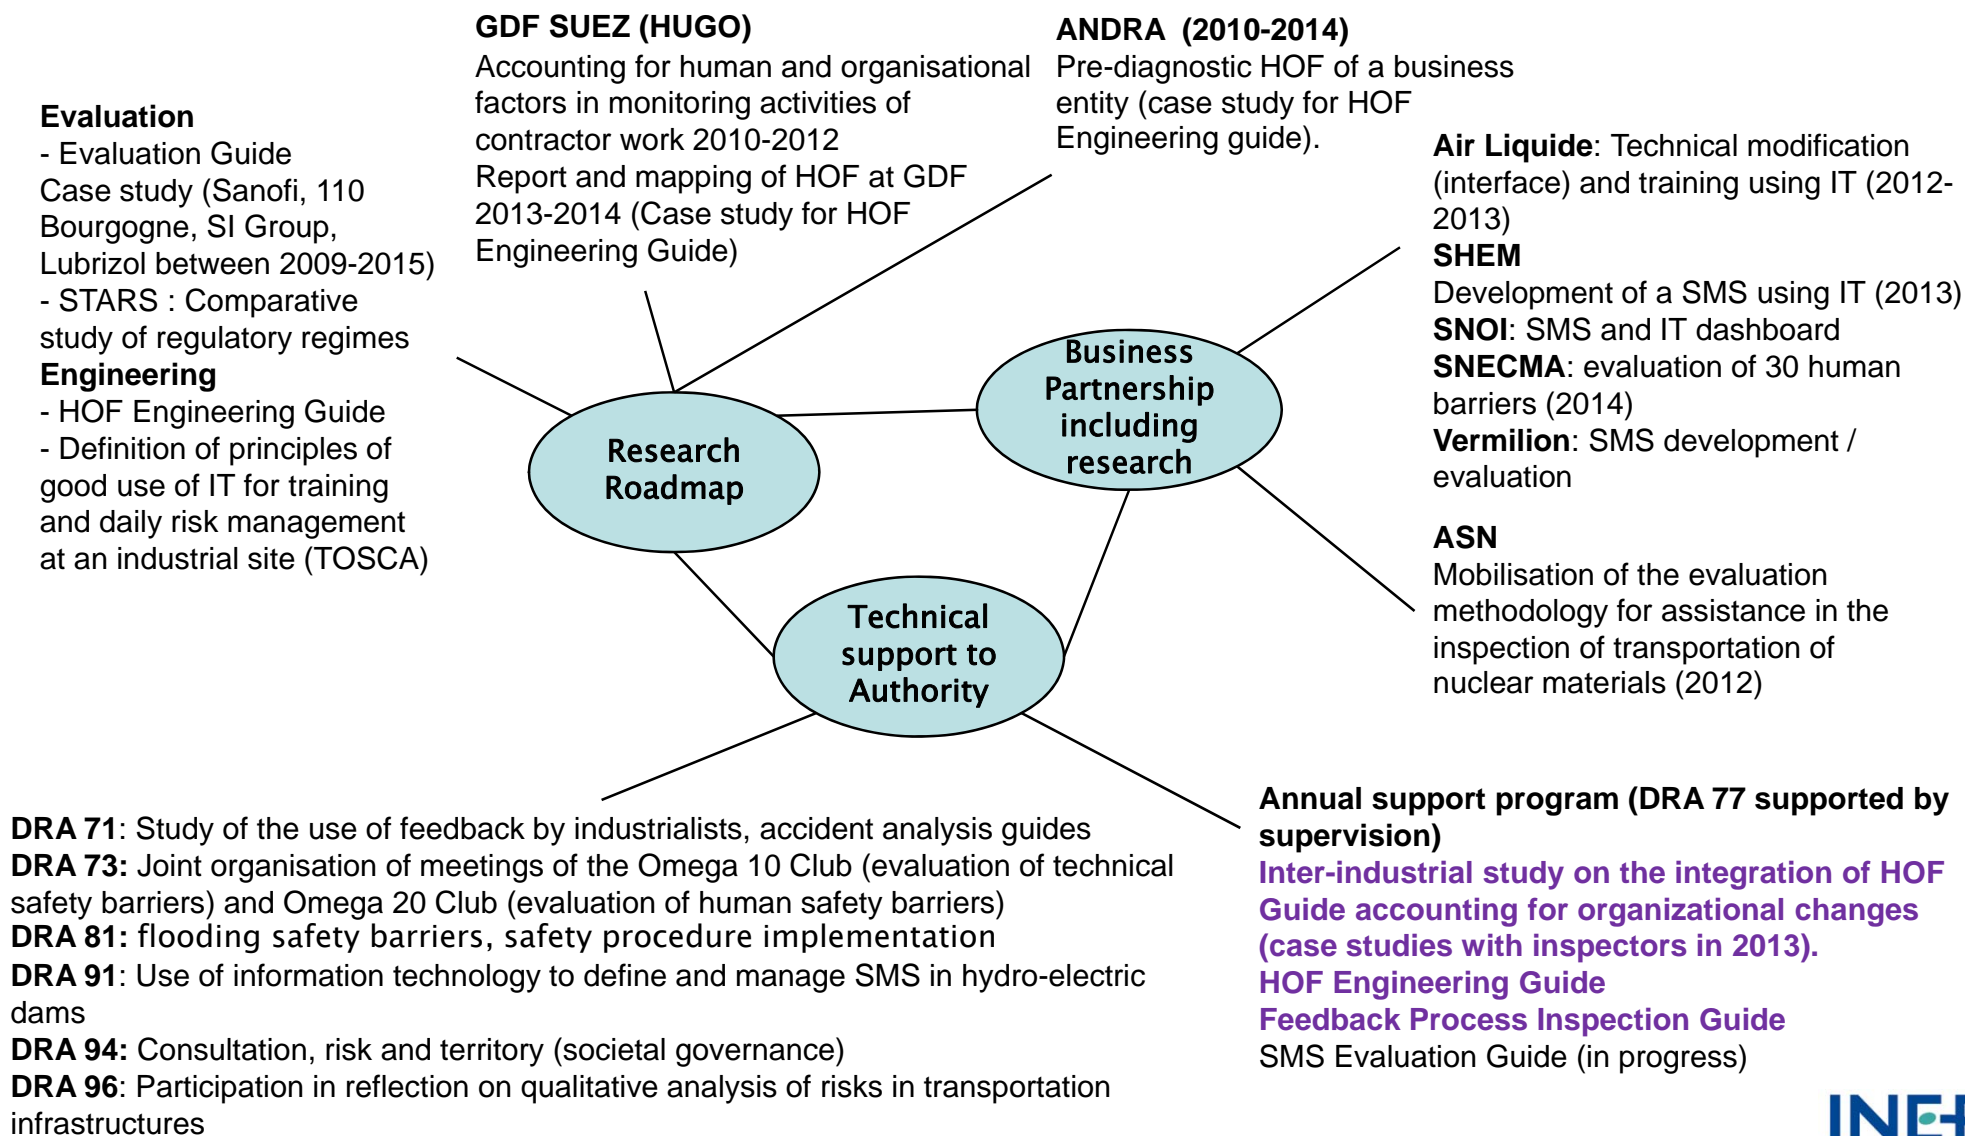 GDF SUEZ (HUGO)
Accounting for human and organisational
factors in monitoring activities of
contractor work 2010-2012
Report and mapping of HOF at GDF
2013-2014 (Case study for HOF
Engineering Guide)
ANDRA (2010-2014)
Pre-diagnostic HOF of a business
entity (case study for HOF
Engineering guide).
Evaluation
- Evaluation Guide
Case study (Sanofi, 110
Bourgogne, SI Group,
Lubrizol between 2009-2015)
- STARS : Comparative
study of regulatory regimes
Engineering
- HOF Engineering Guide
- Definition of principles of
good use of IT for training
and daily risk management
at an industrial site (TOSCA)
Air Liquide: Technical modification
(interface) and training using IT (2012-
2013)
SHEM
Development of a SMS using IT (2013)
SNOI: SMS and IT dashboard
SNECMA: evaluation of 30 human
barriers (2014)
Vermilion: SMS development /
evaluation
ASN
Mobilisation of the evaluation
methodology for assistance in the
inspection of transportation of
nuclear materials (2012)
Business
Partnership
including
research
Research
Roadmap
Technical
support to
Authority
DRA 71: Study of the use of feedback by industrialists, accident analysis guides
DRA 73: Joint organisation of meetings of the Omega 10 Club (evaluation of technical
safety barriers) and Omega 20 Club (evaluation of human safety barriers)
DRA 81: flooding safety barriers, safety procedure implementation
DRA 91: Use of information technology to define and manage SMS in hydro-electric
dams
DRA 94: Consultation, risk and territory (societal governance)
DRA 96: Participation in reflection on qualitative analysis of risks in transportation
infrastructures
Annual support program (DRA 77 supported by
supervision)
Inter-industrial study on the integration of HOF
Guide accounting for organizational changes
(case studies with inspectors in 2013).
HOF Engineering Guide
Feedback Process Inspection Guide
SMS Evaluation Guide (in progress)